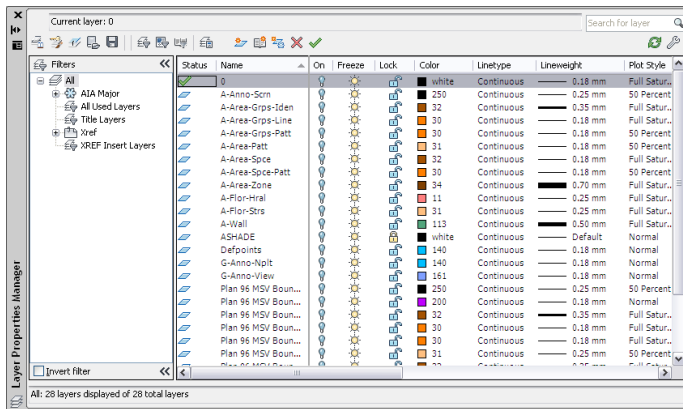 Current layer: 0
Search for layer
Filters
All
AIA Major
All Used Layers
Title Layers
Xref
XREF Insert Layers
Invert filter
Status Name On Freeze Lock Color Linetype Lineweight Plot Style
0 white Continuous 0.18 mm Full Satur...
A-Anno-Scrn 250 Continuous 0.25 mm 50 Percent
A-Area-Grps-Iden 32 Continuous 0.35 mm Full Satur...
A-Area-Grps-Line 30 Continuous 0.18 mm Full Satur...
A-Area-Grps-Patt 30 Continuous 0.18 mm 50 Percent
A-Area-Patt 31 Continuous 0.25 mm 50 Percent
A-Area-Spce 32 Continuous 0.18 mm Full Satur...
A-Area-Spce-Patt 30 Continuous 0.18 mm 50 Percent
A-Area-Zone 34 Continuous 0.70 mm Full Satur...
A-Flor-Hral 11 Continuous 0.25 mm Full Satur...
A-Flor-Strs 31 Continuous 0.25 mm Full Satur...
A-Wall 113 Continuous 0.50 mm Full Satur...
ASHADE white Continuous Default Normal
Defpoints 140 Continuous 0.18 mm Normal
G-Anno-Nplt 140 Continuous 0.18 mm Normal
G-Anno-View 161 Continuous 0.18 mm Normal
Plan 96 MSV Boun... 250 Continuous 0.25 mm 50 Percent
Plan 96 MSV Boun... 200 Continuous 0.18 mm Normal
Plan 96 MSV Boun... 32 Continuous 0.35 mm Full Satur...
Plan 96 MSV Boun... 30 Continuous 0.18 mm Full Satur...
Plan 96 MSV Boun... 30 Continuous 0.18 mm Full Satur...
Plan 96 MSV Boun... 31 Continuous 0.25 mm 50 Percent
Layer Properties Manager
All: 28 layers displayed of 28 total layers